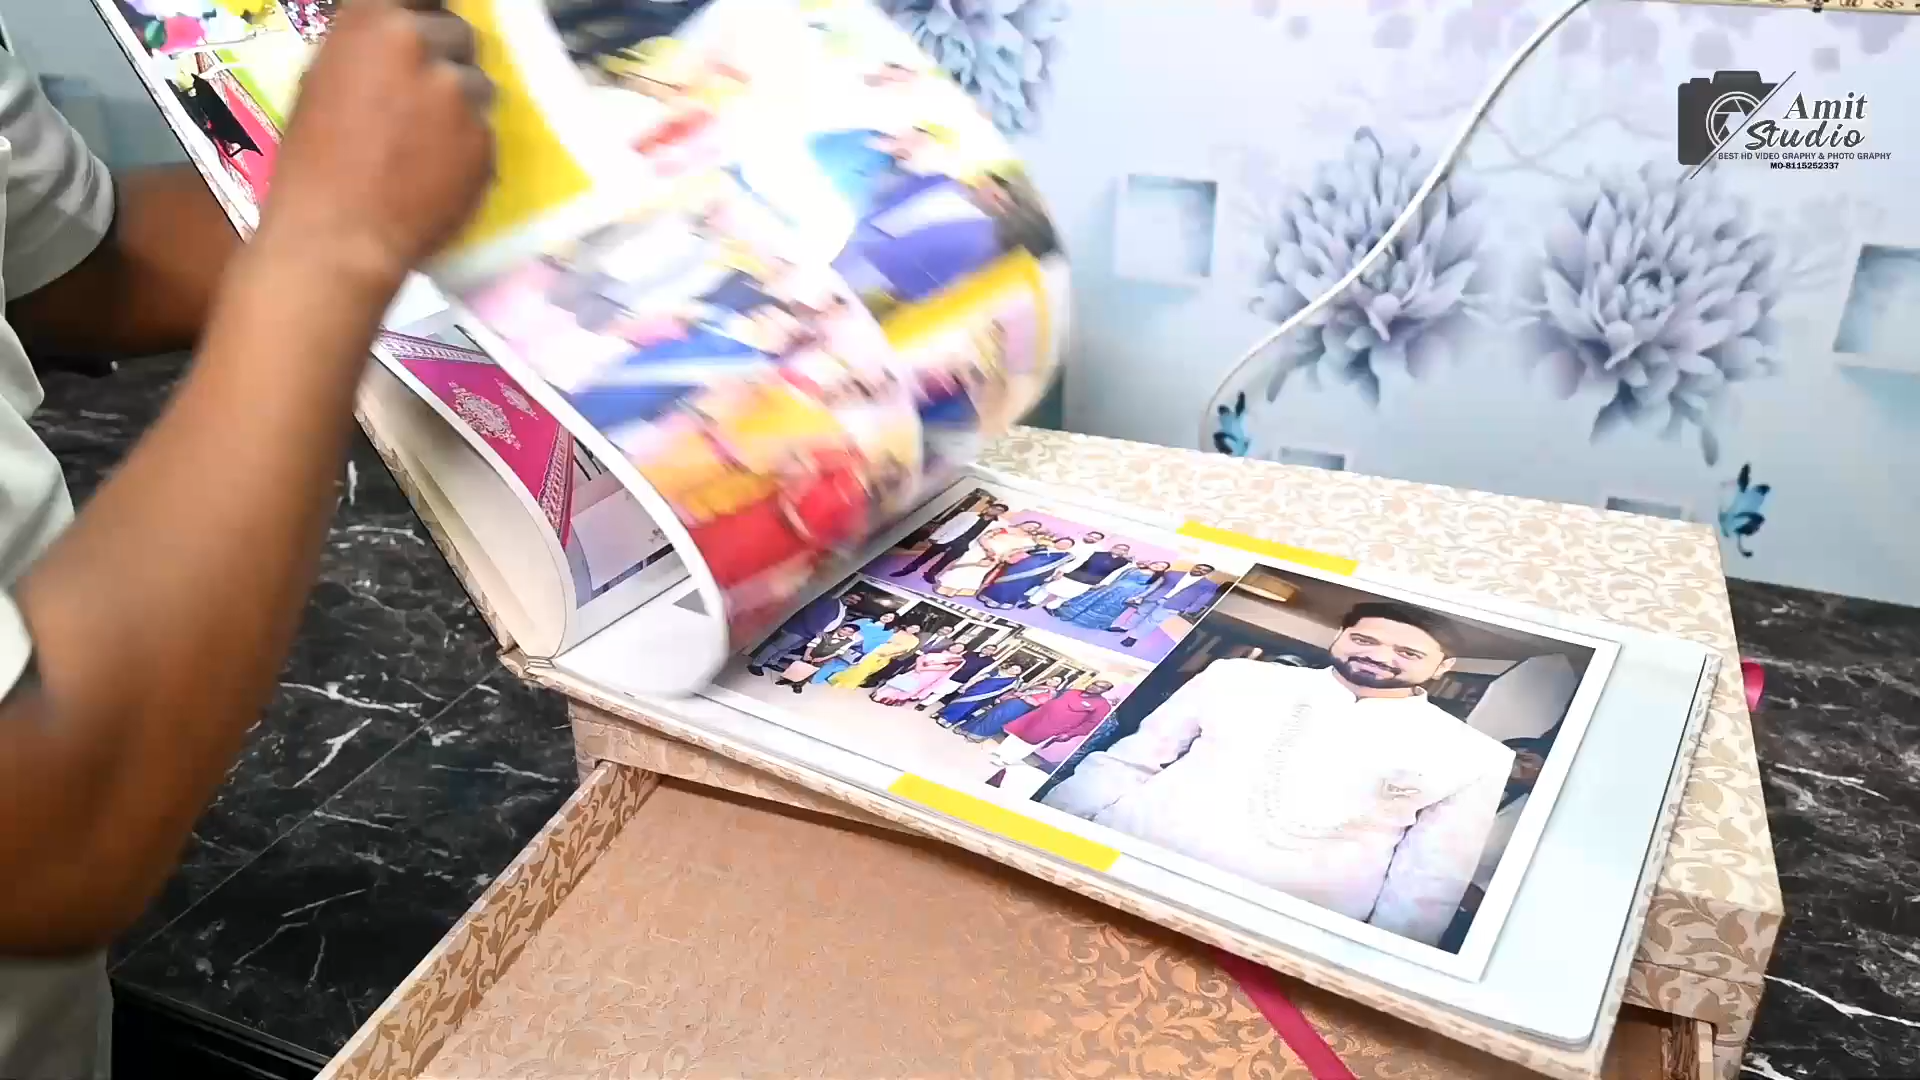 Amit
Studio
BEST HD VIDEO GRAPHY & PHOTO GRAPHY
MO-8115252337